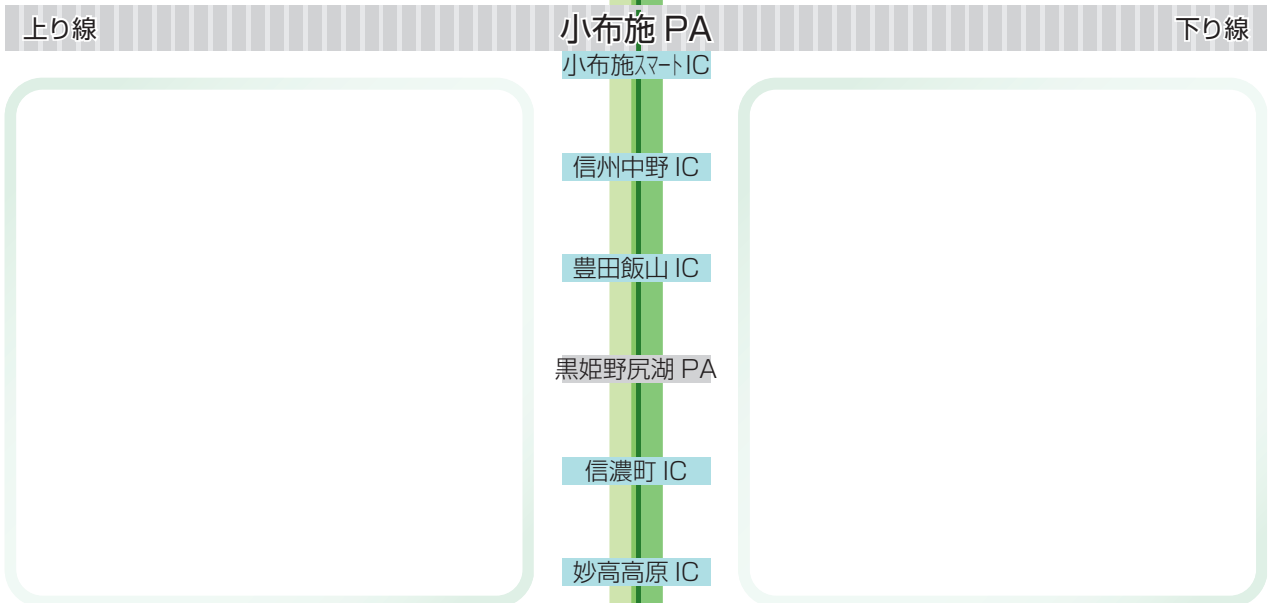 上り線
小布施 PA
下り線
小布施スマートIC
信州中野 IC
豊田飯山 IC
黒姫野尻湖 PA
信濃町 IC
妙高高原 IC